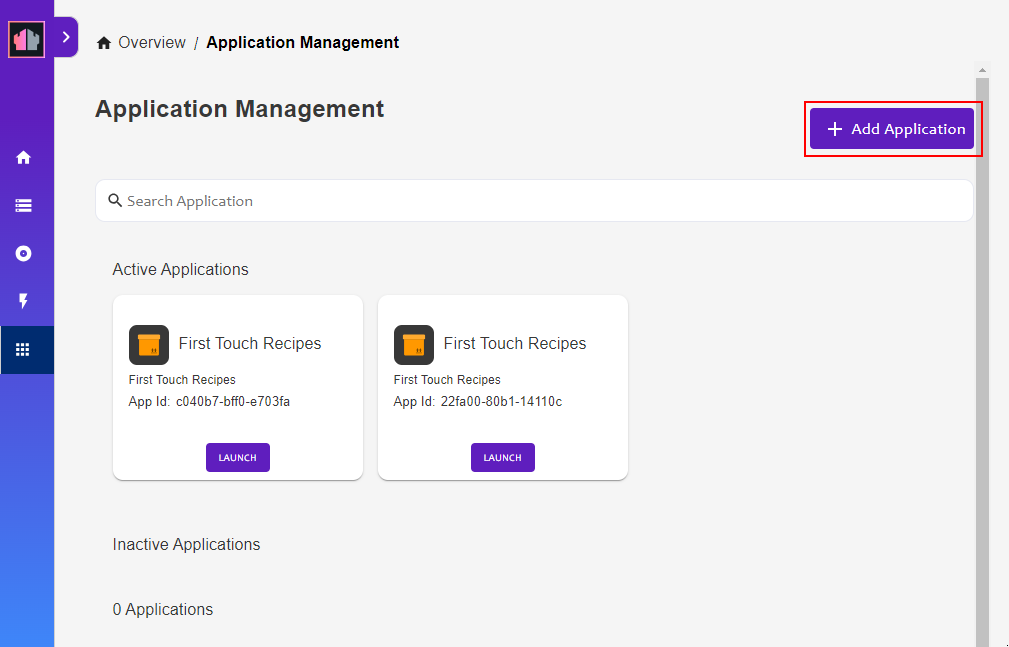 Overview / Application Management
Application Management
+ Add Application
Search Application
Active Applications
First Touch Recipes
First Touch Recipes
App Id: c040b7-bff0-e703fa
LAUNCH
First Touch Recipes
First Touch Recipes
App Id: 22fa00-80b1-14110c
LAUNCH
Inactive Applications
0 Applications